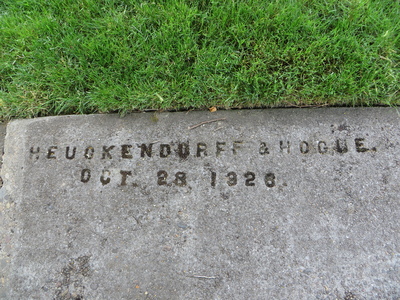 HEUCKENDORFF & HOGUE.
OCT. 28. 1926.